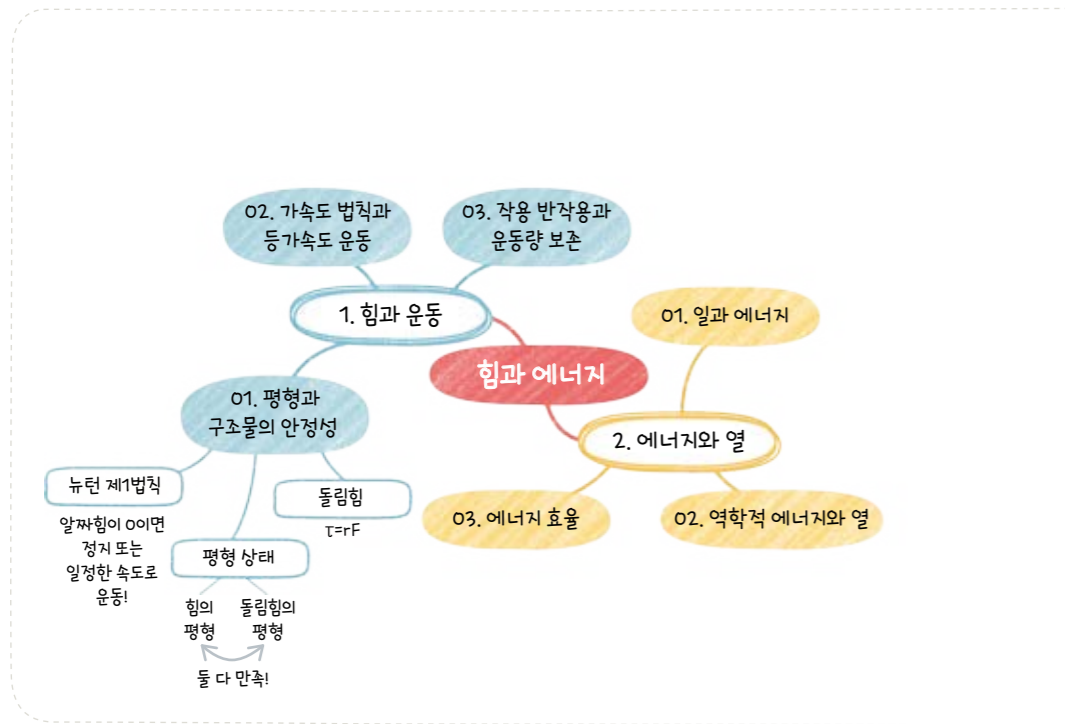 02. 가속도 법칙과
등가속도 운동
03. 작용 반작용과
운동량 보존
1. 힘과 운동
01. 일과 에너지
힘과 에너지
01. 평형과
구조물의 안정성
2. 에너지와 열
뉴턴 제1법칙
알짜힘이 0이면
정지 또는
일정한 속도로
운동!
돌림힘
τ=rF
03. 에너지 효율
02. 역학적 에너지와 열
평형 상태
힘의
평형
돌림힘의
평형
둘 다 만족!